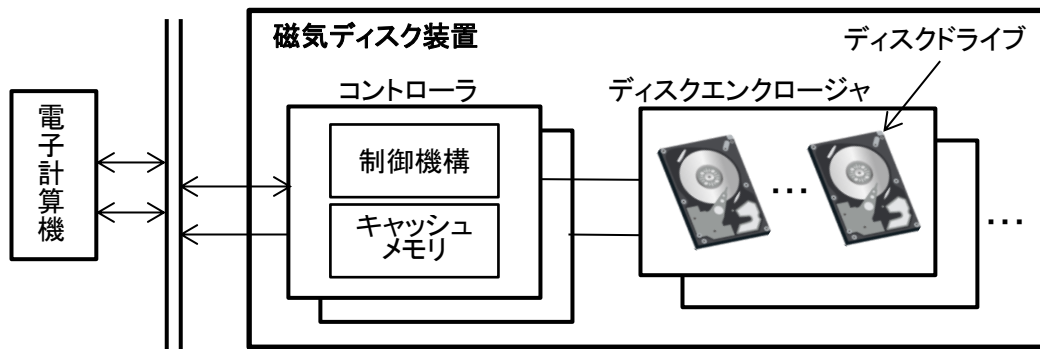 磁気ディスク装置
ディスクドライブ
コントローラ
ディスクエンクロージャ
電子計算機
制御機構
キャッシュ
メモリ
…
…